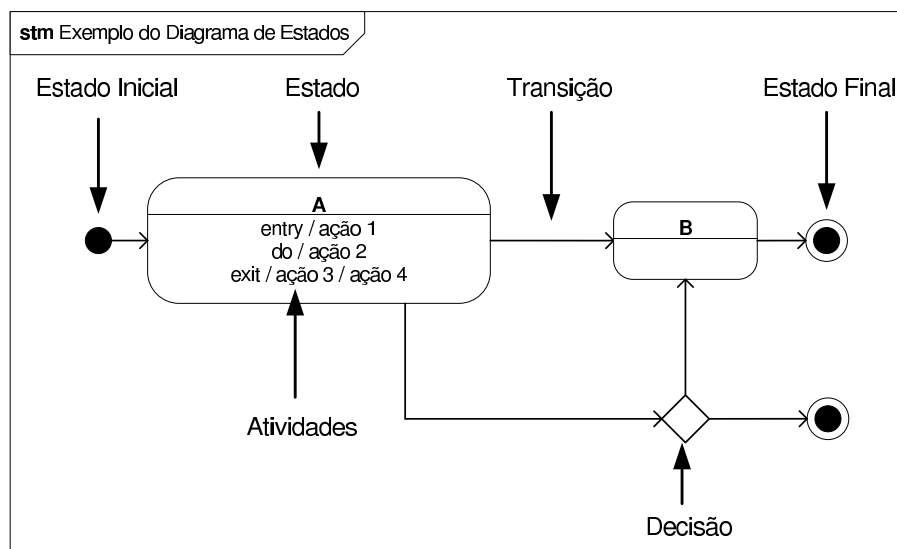 stm Exemplo do Diagrama de Estados
Estado Inicial
Estado
Transição
Estado Final
A
entry / ação 1
do / ação 2
exit / ação 3 / ação 4
B
Atividades
Decisão